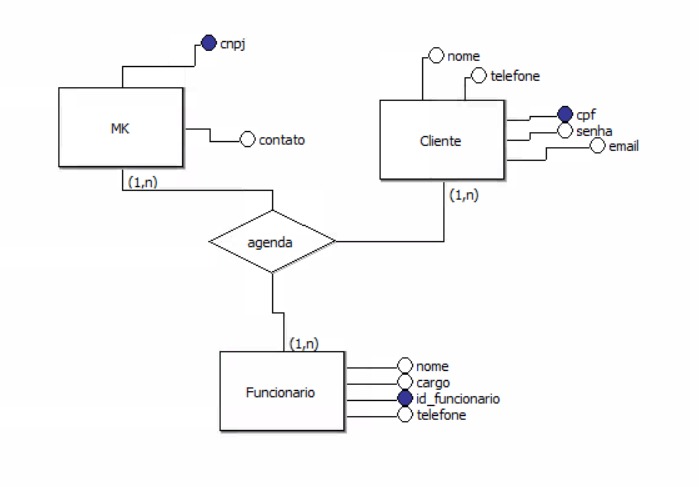 cnpj
MK
contato
(1,n)
nome
telefone
Cliente
cpf
senha
email
(1,n)
agenda
(1,n)
Funcionario
nome
cargo
id_funcionario
telefone